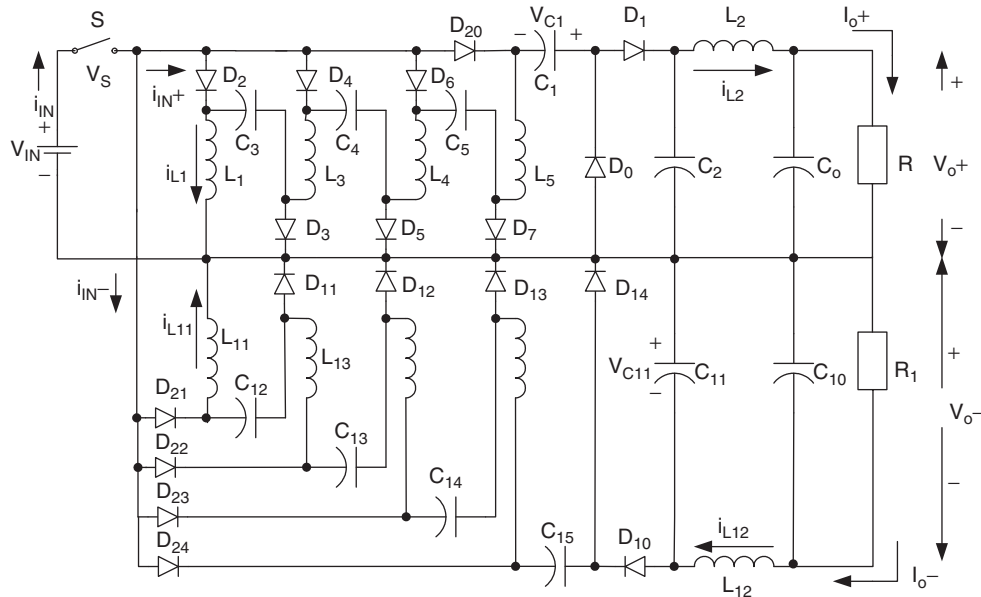 S
V_S
i_IN
+
V_IN
−
i_IN+
D_2
C_3
i_L1
L_1
D_3
D_4
C_4
L_3
D_5
D_6
C_5
L_4
D_7
D_20
L_5
V_C1
−
+
C_1
D_1
D_0
L_2
i_L2
C_2
C_o
I_o+
R
+
V_o+
−
i_IN−
i_L11
L_11
D_11
D_12
D_13
D_14
L_13
D_21
C_12
D_22
C_13
D_23
C_14
D_24
C_15
D_10
+
V_C11
−
C_11
C_10
R_1
+
V_o−
−
i_L12
L_12
I_o−